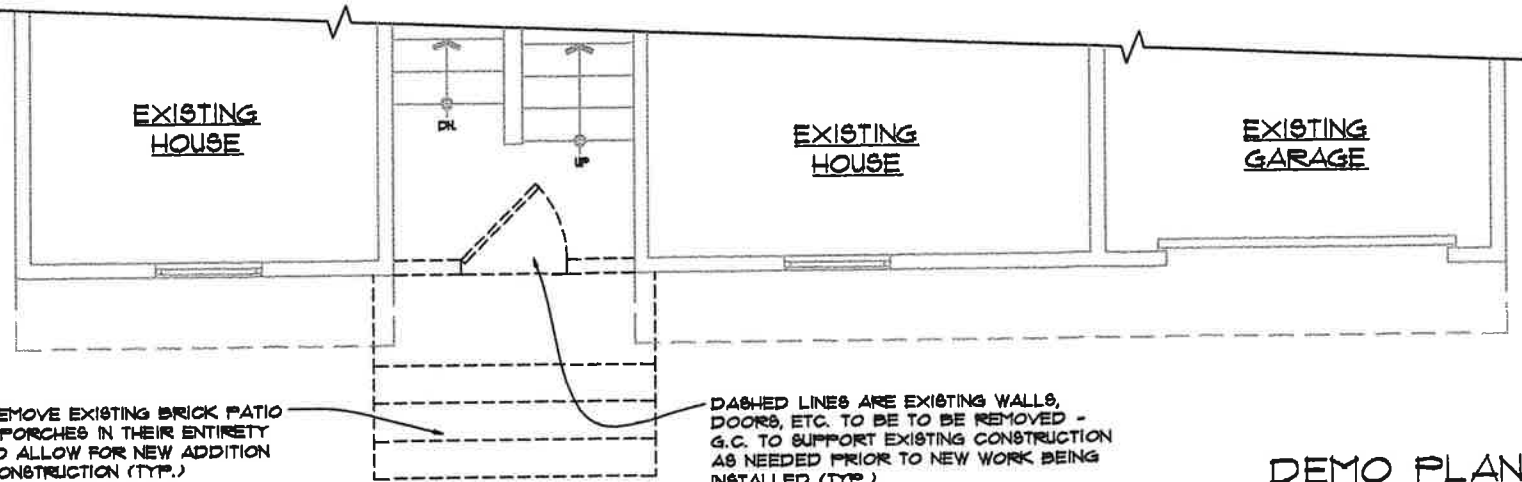 EXISTING
HOUSE
DN.
UP
EXISTING
HOUSE
EXISTING
GARAGE
EMOVE EXISTING BRICK PATIO
PORCHES IN THEIR ENTIRETY
O ALLOW FOR NEW ADDITION
ONSTRUCTION (TYP.)
DASHED LINES ARE EXISTING WALLS,
DOORS, ETC. TO BE TO BE REMOVED -
G.C. TO SUPPORT EXISTING CONSTRUCTION
AS NEEDED PRIOR TO NEW WORK BEING
INSTALLED (TYP.)
DEMO PLAN